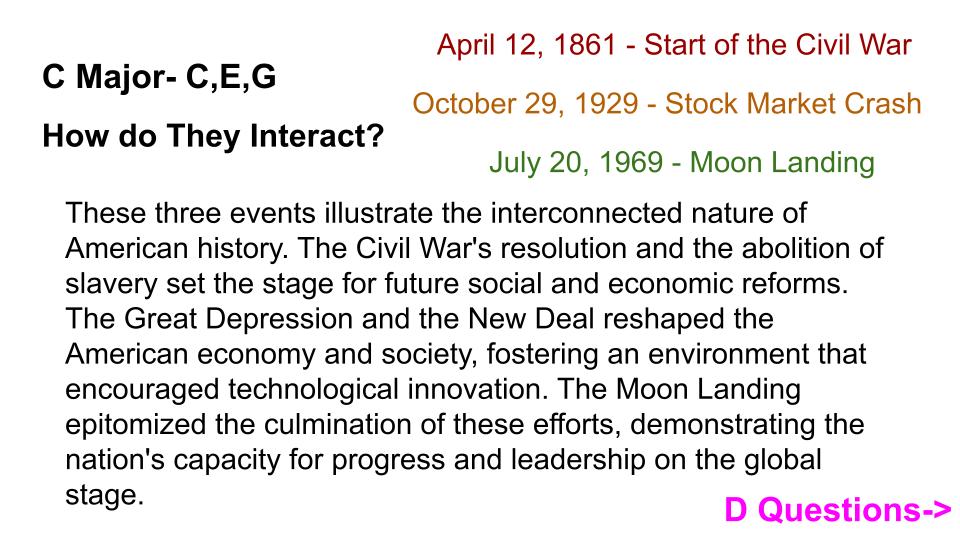 C Major- C,E,G
How do They Interact?
April 12, 1861 - Start of the Civil War
October 29, 1929 - Stock Market Crash
July 20, 1969 - Moon Landing
These three events illustrate the interconnected nature of
American history. The Civil War's resolution and the abolition of
slavery set the stage for future social and economic reforms.
The Great Depression and the New Deal reshaped the
American economy and society, fostering an environment that
encouraged technological innovation. The Moon Landing
epitomized the culmination of these efforts, demonstrating the
nation's capacity for progress and leadership on the global
stage.
D Questions->